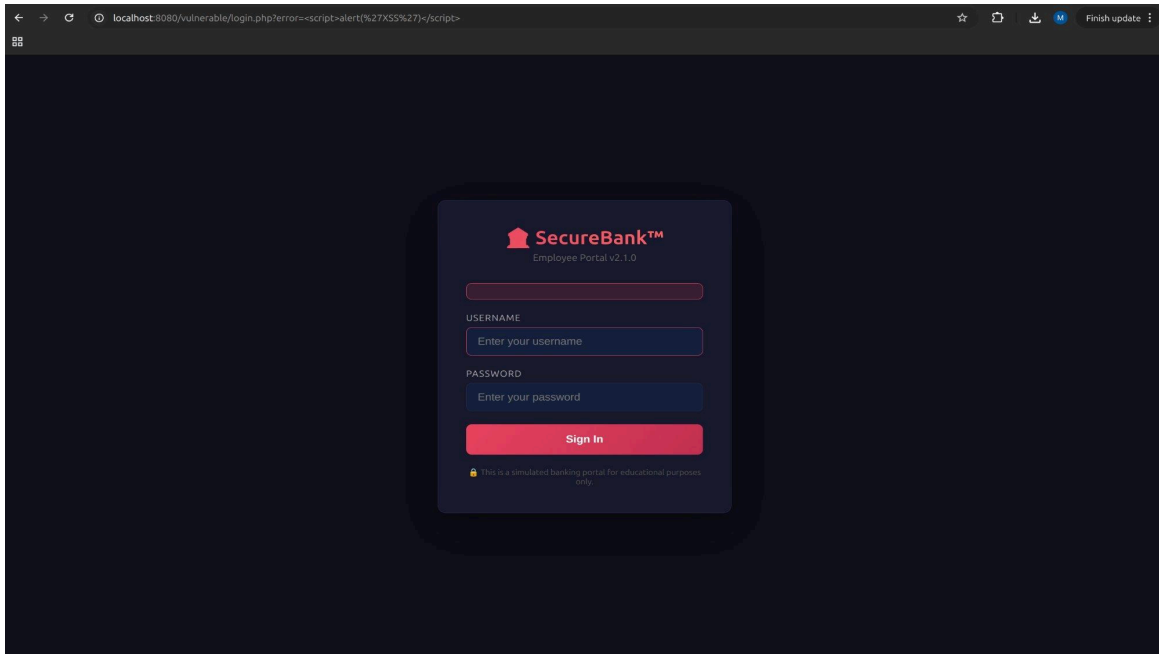 localhost:8080/vulnerable/login.php?error=<script>alert(%27XSS%27)</script>
M
Finish update
SecureBank™
Employee Portal v2.1.0
USERNAME
Enter your username
PASSWORD
Enter your password
Sign In
🔒 This is a simulated banking portal for educational purposes
only.